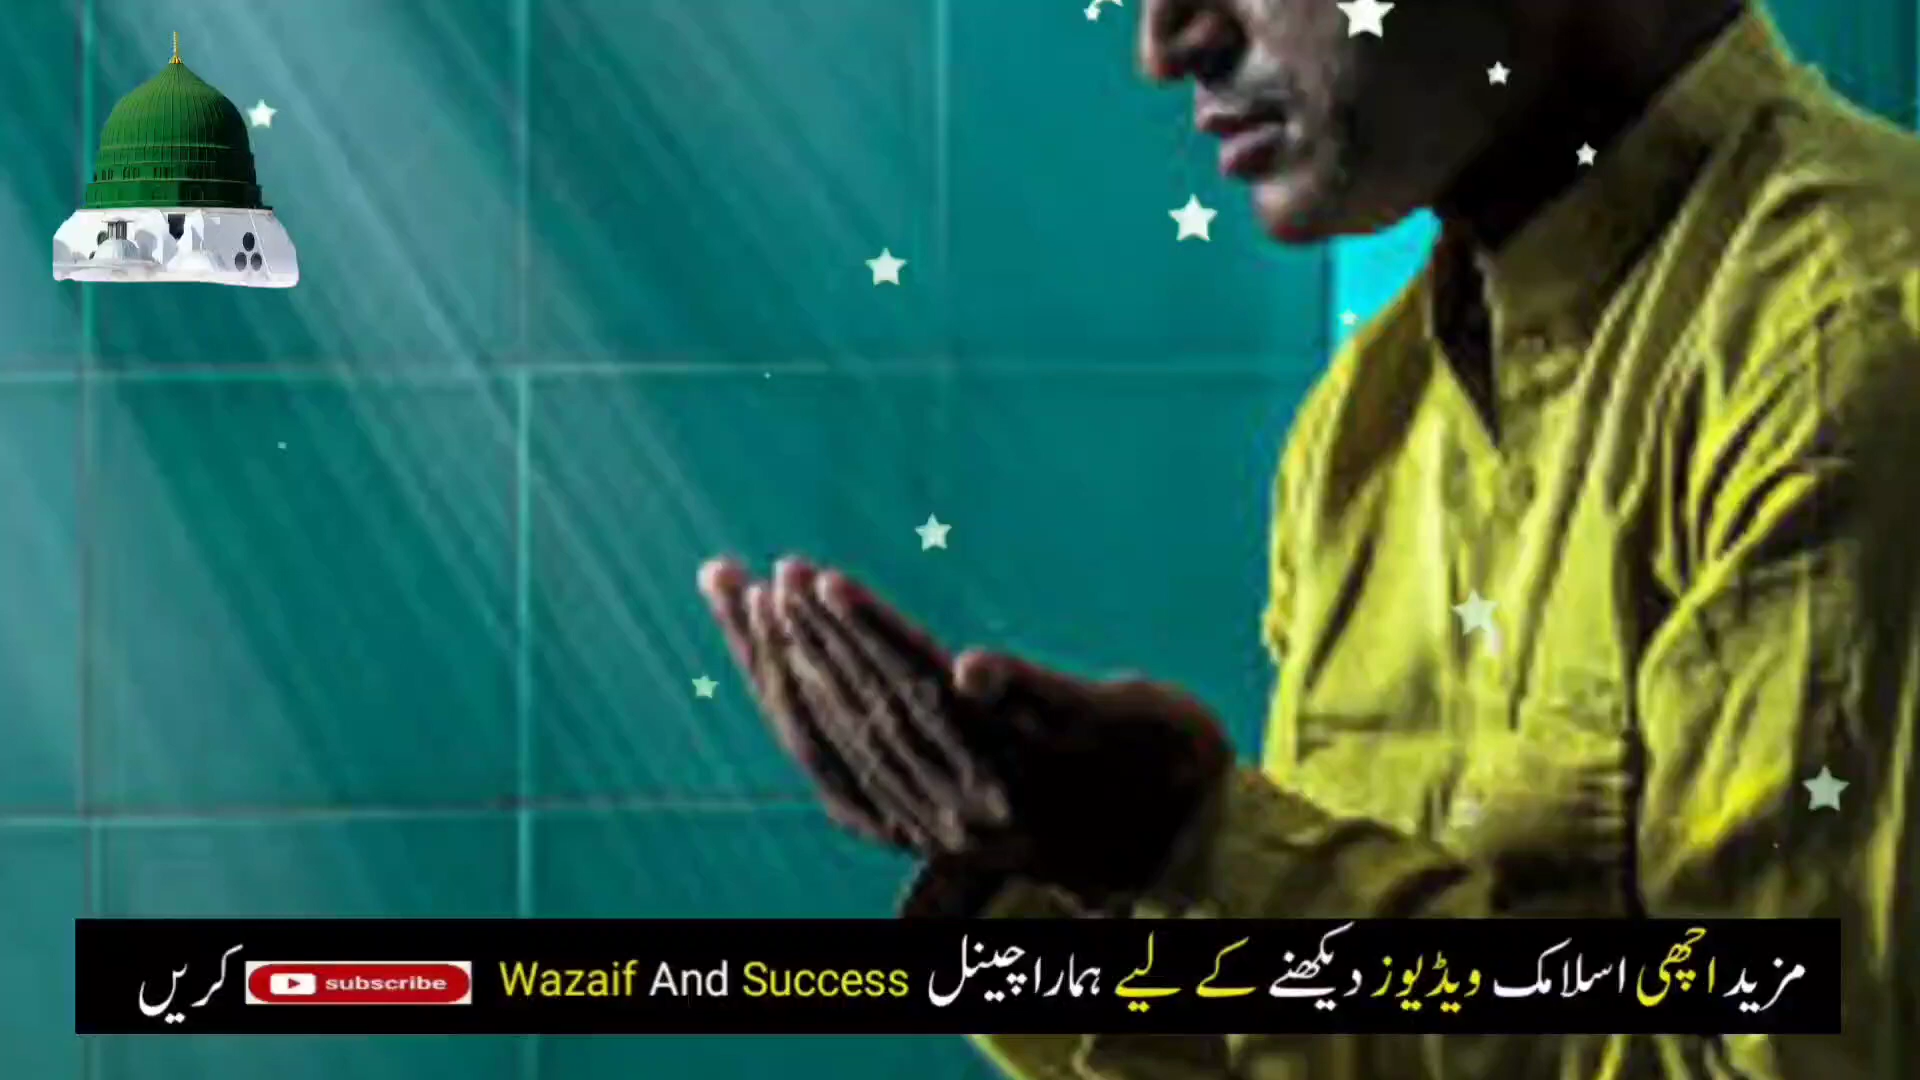 مزید اچھی اسلامک ویڈیوز دیکھنے کے لیے ہمارا چینل Wazaif And Success subscribe کریں